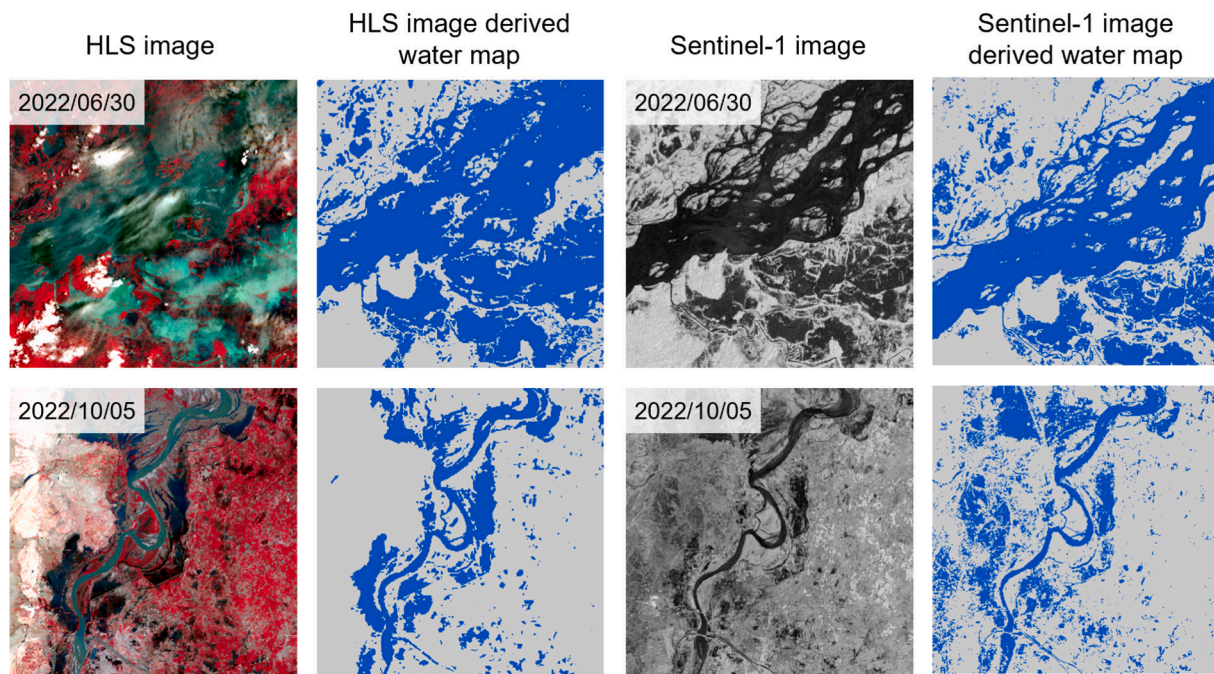 HLS image
HLS image derived
water map
Sentinel-1 image
Sentinel-1 image
derived water map
2022/06/30
2022/06/30
2022/10/05
2022/10/05